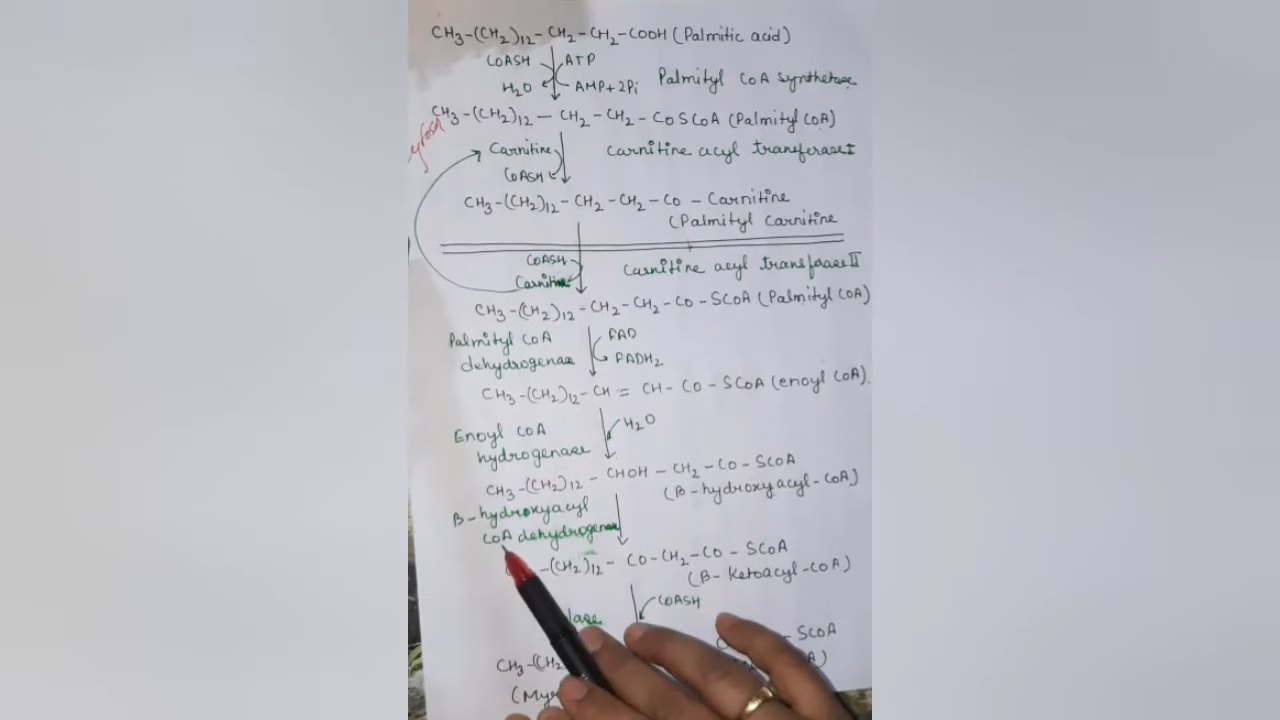 CH3-(CH2)12-CH2-CH2-COOH (Palmitic acid)
COASH ATP
H2O AMP+2Pi Palmityl COA synthetase
CH3-(CH2)12-CH2-CH2-COSCOA (Palmityl COA)
Carnitine carnitine acyl transferase I
COASH
CH3-(CH2)12-CH2-CH2-CO-Carnitine
(Palmityl Carnitine
COASH Carnitine acyl transferase II
Carnitine
CH3-(CH2)12-CH2-CH2-CO-SCOA (Palmityl COA)
Palmityl COA FAD
dehydrogenase FADH2
CH3-(CH2)12-CH=CH-CO-SCOA (enoyl COA).
Enoyl COA H2O
hydrogenase
CH3-(CH2)12-CHOH-CH2-CO-SCOA
(β-hydroxyacyl-COA)
β-hydroxyacyl
COA dehydrogenase
-(CH2)12-CO-CH2-CO-SCOA
(β-Ketoacyl-COA)
COASH
lase
CH3-(CH2 - SCOA
(My A)